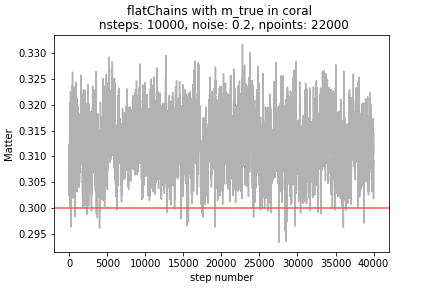 flatChains with m_true in coral
nsteps: 10000, noise: 0.2, npoints: 22000
0.330
0.325
0.320
0.315
0.310
0.305
0.300
0.295
Matter
0 5000 10000 15000 20000 25000 30000 35000 40000
step number